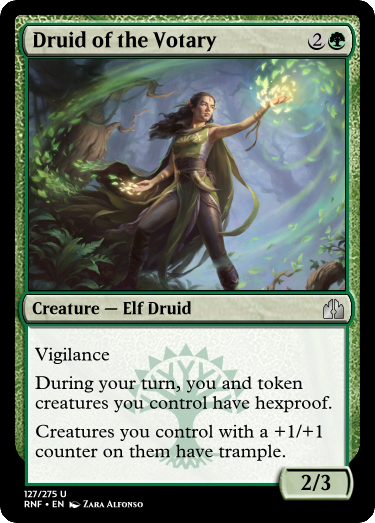 Druid of the Votary 2
Creature — Elf Druid
Vigilance
During your turn, you and token
creatures you control have hexproof.
Creatures you control with a +1/+1
counter on them have trample.
2/3
127/275 U
RNF • EN Zara Alfonso